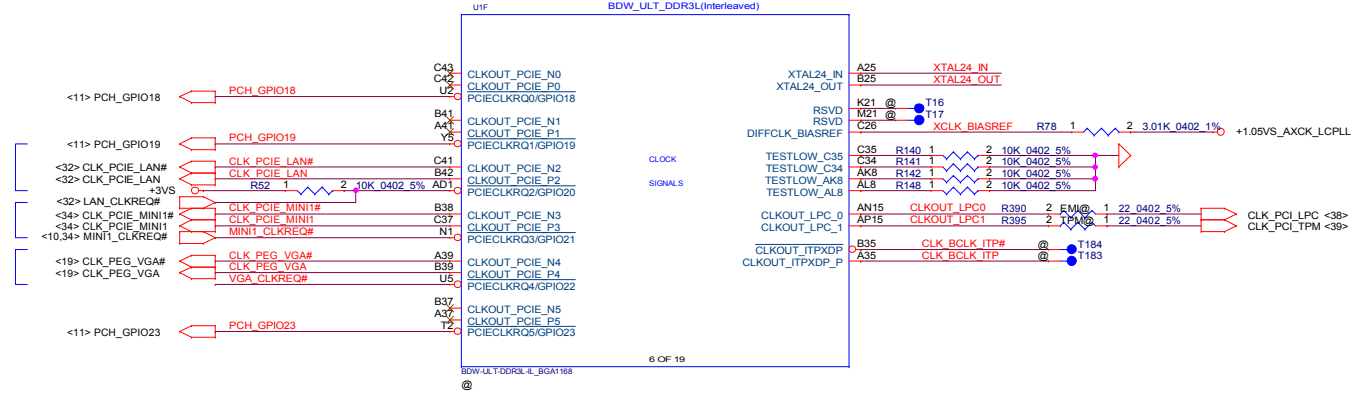 U1F BDW_ULT_DDR3L(Interleaved)
C43 CLKOUT_PCIE_N0 XTAL24_IN A25 XTAL24_IN
C42 CLKOUT_PCIE_P0 XTAL24_OUT B25 XTAL24_OUT
<11> PCH_GPIO18 PCH_GPIO18 U2 PCIECLKRQ0/GPIO18
RSVD K21 @ T16
B41 CLKOUT_PCIE_N1 RSVD M21 @ T17
A41 CLKOUT_PCIE_P1 DIFFCLK_BIASREF C26 XCLK_BIASREF R78 1 2 3.01K_0402_1% +1.05VS_AXCK_LCPLL
<11> PCH_GPIO19 PCH_GPIO19 Y5 PCIECLKRQ1/GPIO19
TESTLOW_C35 C35 R140 1 2 10K_0402_5%
<32> CLK_PCIE_LAN# CLK_PCIE_LAN# C41 CLKOUT_PCIE_N2 CLOCK TESTLOW_C34 C34 R141 1 2 10K_0402_5%
<32> CLK_PCIE_LAN CLK_PCIE_LAN B42 CLKOUT_PCIE_P2 TESTLOW_AK8 AK8 R142 1 2 10K_0402_5%
+3VS R52 1 2 10K_0402_5% AD1 PCIECLKRQ2/GPIO20 SIGNALS TESTLOW_AL8 AL8 R148 1 2 10K_0402_5%
<32> LAN_CLKREQ#
<34> CLK_PCIE_MINI1# CLK_PCIE_MINI1# B38 CLKOUT_PCIE_N3 CLKOUT_LPC_0 AN15 CLKOUT_LPC0 R390 2 EMI@ 1 22_0402_5% CLK_PCI_LPC <38>
<34> CLK_PCIE_MINI1 CLK_PCIE_MINI1 C37 CLKOUT_PCIE_P3 CLKOUT_LPC_1 AP15 CLKOUT_LPC1 R395 2 TPM@ 1 22_0402_5% CLK_PCI_TPM <39>
<10,34> MINI1_CLKREQ# MINI1_CLKREQ# N1 PCIECLKRQ3/GPIO21
CLKOUT_ITPXDP B35 CLK_BCLK_ITP# @ T184
<19> CLK_PEG_VGA# CLK_PEG_VGA# A39 CLKOUT_PCIE_N4 CLKOUT_ITPXDP_P A35 CLK_BCLK_ITP @ T183
<19> CLK_PEG_VGA CLK_PEG_VGA B39 CLKOUT_PCIE_P4
VGA_CLKREQ# U5 PCIECLKRQ4/GPIO22
B37 CLKOUT_PCIE_N5
A37 CLKOUT_PCIE_P5
<11> PCH_GPIO23 PCH_GPIO23 T2 PCIECLKRQ5/GPIO23
6 OF 19
BDW-ULT-DDR3L-IL_BGA1168
@